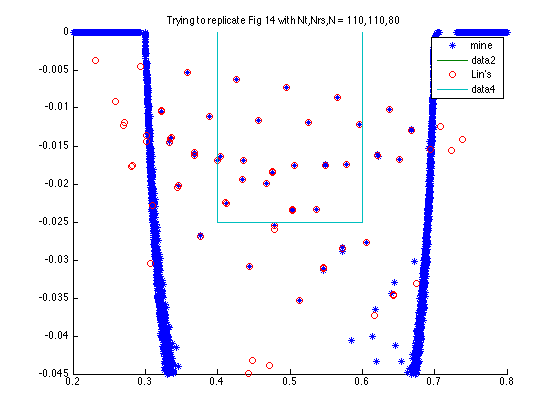 Trying to replicate Fig 14 with Nt,Nrs,N = 110,110,80
0
-0.005
-0.01
-0.015
-0.02
-0.025
-0.03
-0.035
-0.04
-0.045
0.2 0.3 0.4 0.5 0.6 0.7 0.8
mine
data2
Lin's
data4